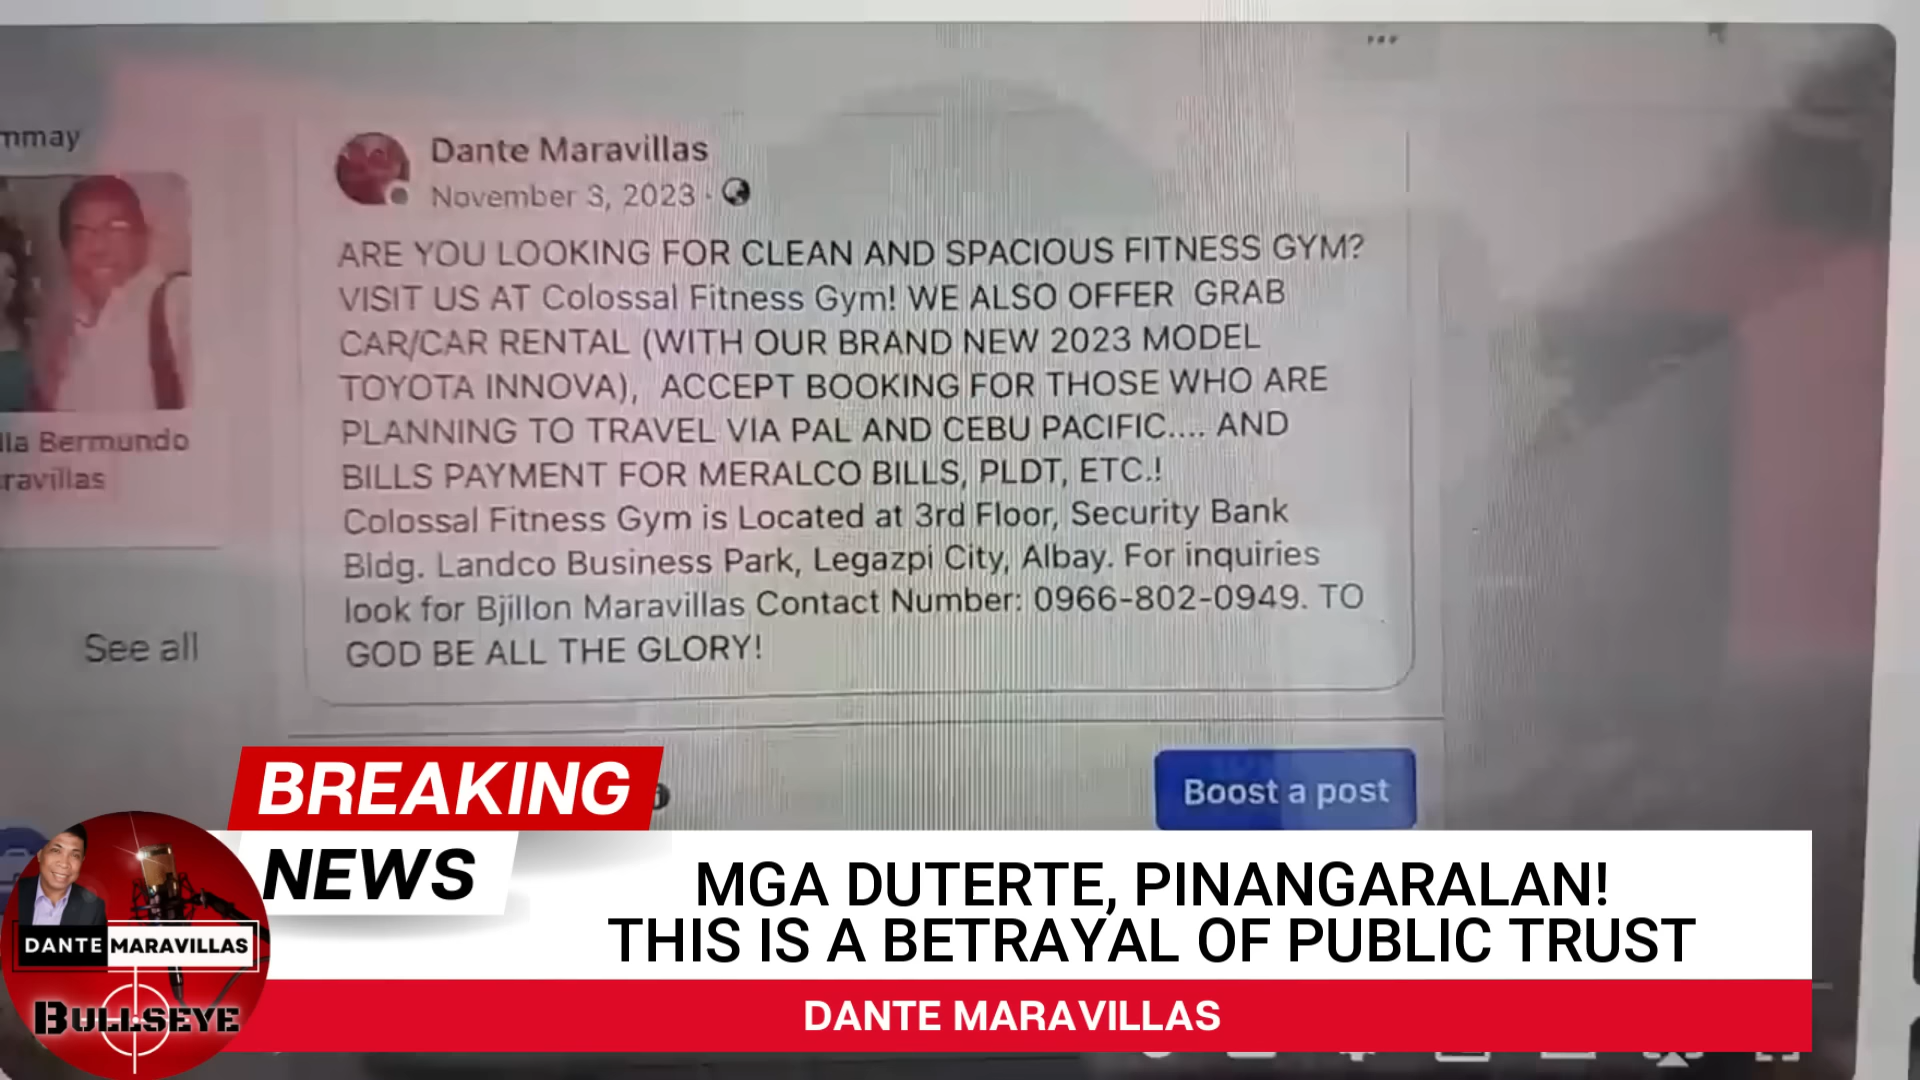 mmay
Dante Maravillas
November 3, 2023 ·
ARE YOU LOOKING FOR CLEAN AND SPACIOUS FITNESS GYM?
VISIT US AT Colossal Fitness Gym! WE ALSO OFFER GRAB
CAR/CAR RENTAL (WITH OUR BRAND NEW 2023 MODEL
TOYOTA INNOVA), ACCEPT BOOKING FOR THOSE WHO ARE
PLANNING TO TRAVEL VIA PAL AND CEBU PACIFIC.... AND
BILLS PAYMENT FOR MERALCO BILLS, PLDT, ETC.!
Colossal Fitness Gym is Located at 3rd Floor, Security Bank
Bldg. Landco Business Park, Legazpi City, Albay. For inquiries
look for Bjillon Maravillas Contact Number: 0966-802-0949. TO
GOD BE ALL THE GLORY!
lla Bermundo
ravillas
See all
Boost a post
BREAKING
NEWS
MGA DUTERTE, PINANGARALAN!
THIS IS A BETRAYAL OF PUBLIC TRUST
DANTE MARAVILLAS
DANTE MARAVILLAS
BULLSEYE